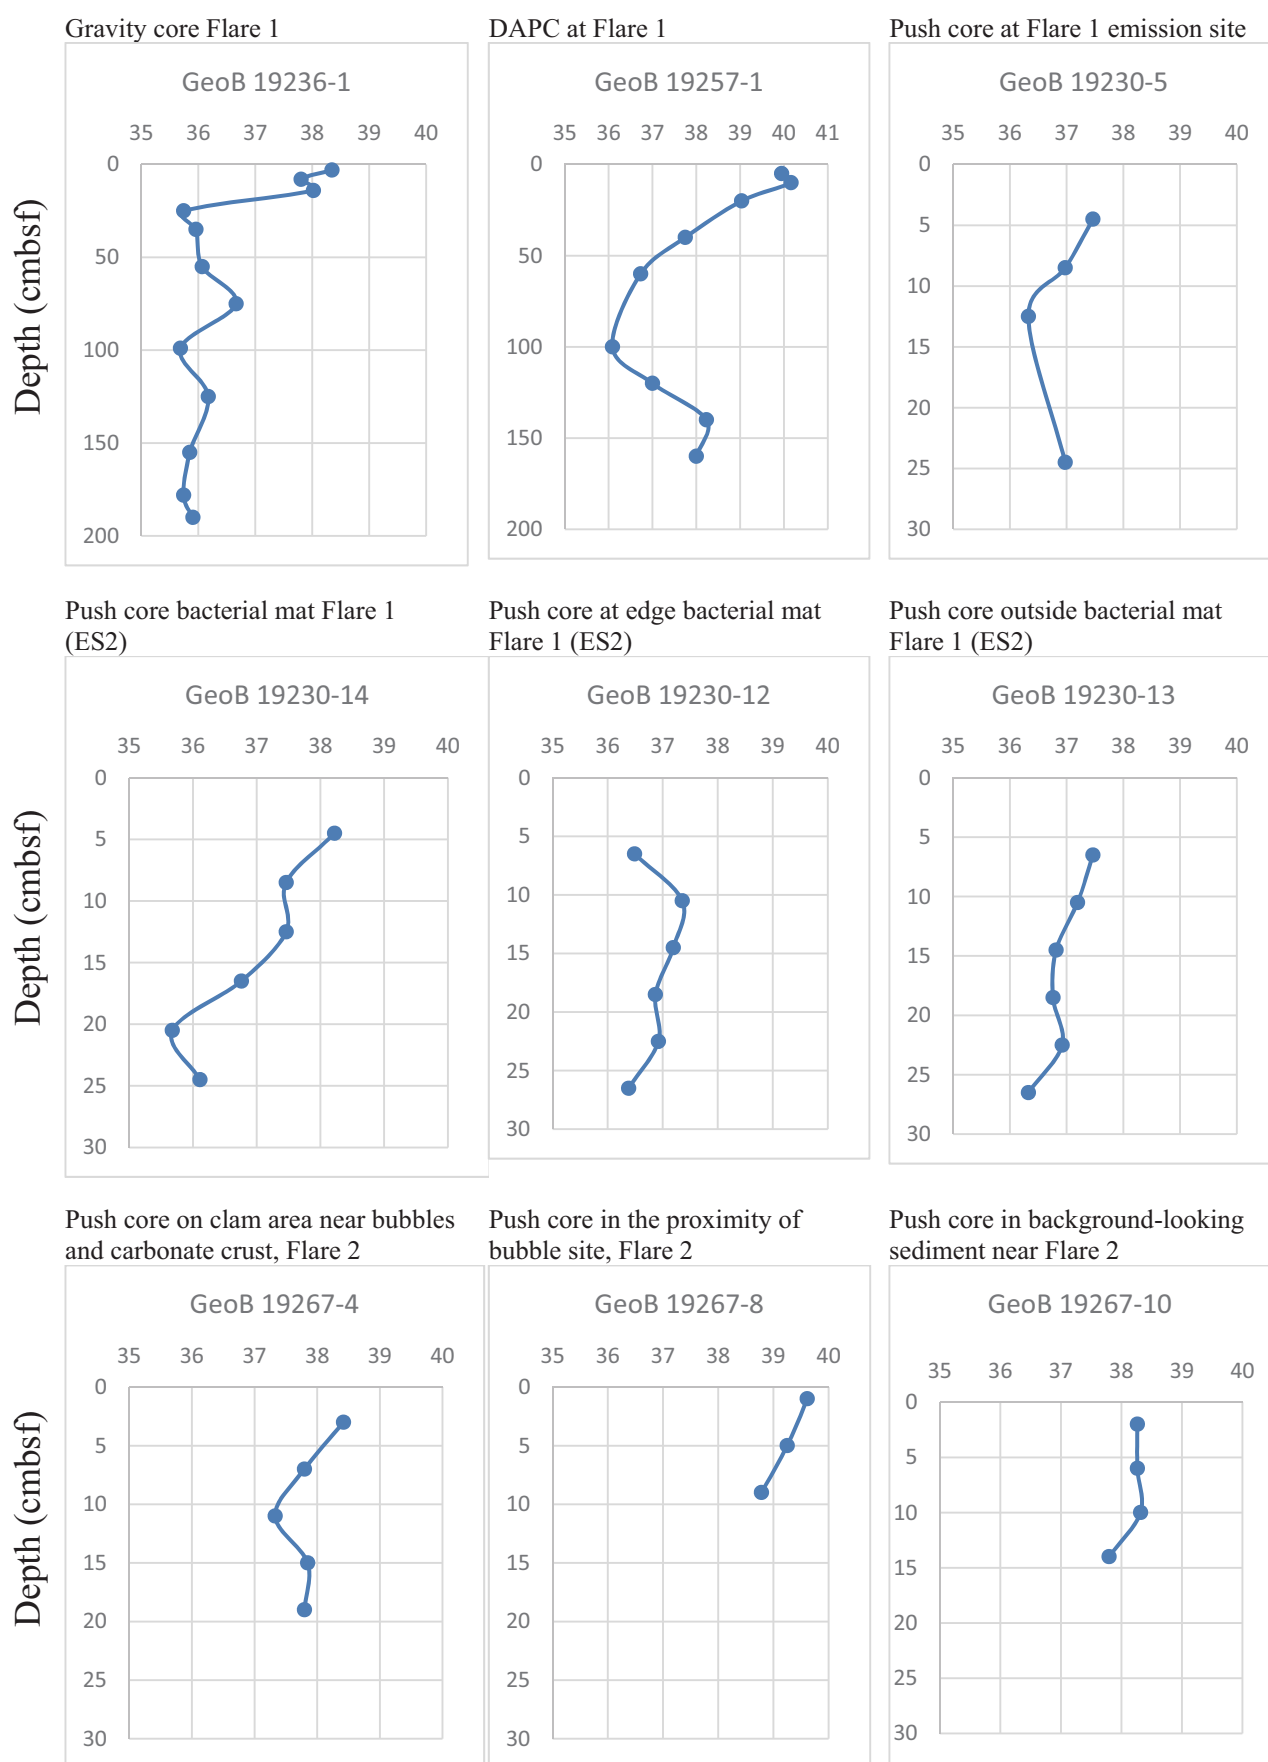 Gravity core Flare 1
GeoB 19236-1
35 36 37 38 39 40
0
50
100
150
200
Depth (cmbsf)
DAPC at Flare 1
GeoB 19257-1
35 36 37 38 39 40 41
0
50
100
150
200
Push core at Flare 1 emission site
GeoB 19230-5
35 36 37 38 39 40
0
5
10
15
20
25
30
Push core bacterial mat Flare 1
(ES2)
GeoB 19230-14
35 36 37 38 39 40
0
5
10
15
20
25
30
Depth (cmbsf)
Push core at edge bacterial mat
Flare 1 (ES2)
GeoB 19230-12
35 36 37 38 39 40
0
5
10
15
20
25
30
Push core outside bacterial mat
Flare 1 (ES2)
GeoB 19230-13
35 36 37 38 39 40
0
5
10
15
20
25
30
Push core on clam area near bubbles
and carbonate crust, Flare 2
GeoB 19267-4
35 36 37 38 39 40
0
5
10
15
20
25
30
Depth (cmbsf)
Push core in the proximity of
bubble site, Flare 2
GeoB 19267-8
35 36 37 38 39 40
0
5
10
15
20
25
30
Push core in background-looking
sediment near Flare 2
GeoB 19267-10
35 36 37 38 39 40
0
5
10
15
20
25
30